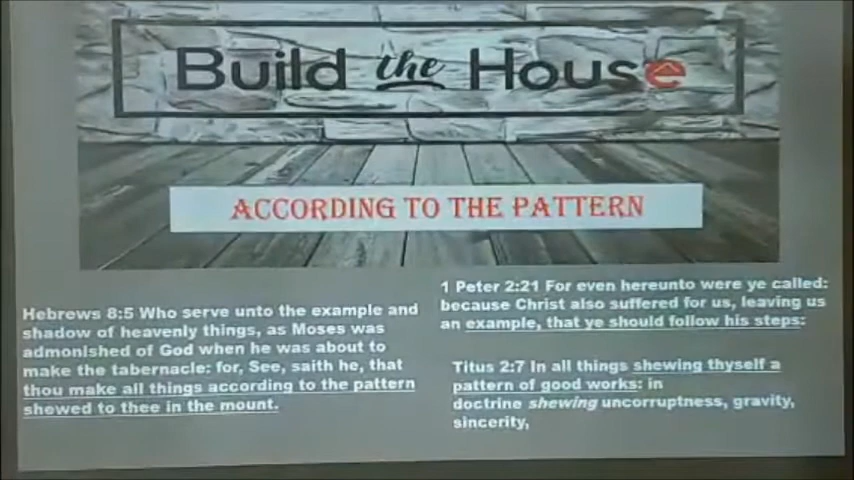 Build the House
ACCORDING TO THE PATTERN
Hebrews 8:5 Who serve unto the example and
shadow of heavenly things, as Moses was
admonished of God when he was about to
make the tabernacle: for, See, saith he, that
thou make all things according to the pattern
shewed to thee in the mount.
1 Peter 2:21 For even hereunto were ye called:
because Christ also suffered for us, leaving us
an example, that ye should follow his steps:
Titus 2:7 In all things shewing thyself a
pattern of good works: in
doctrine shewing uncorruptness, gravity,
sincerity,